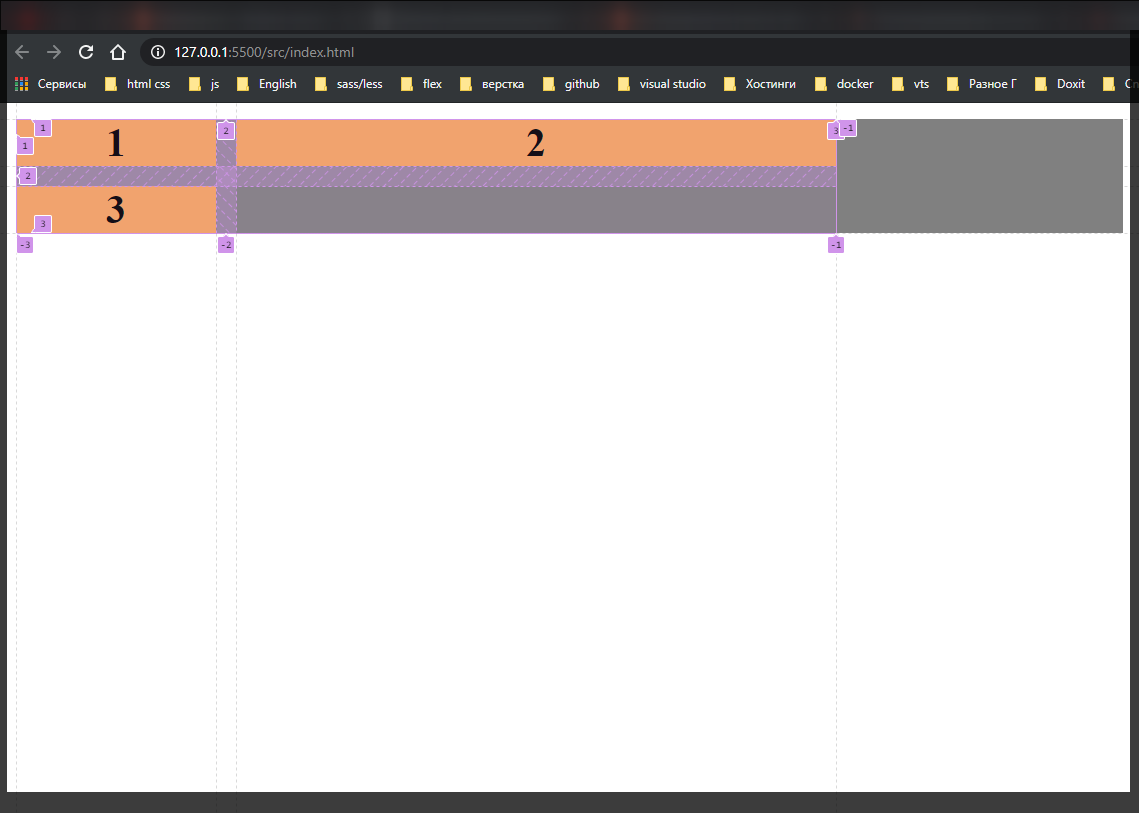 127.0.0.1:5500/src/index.html
Сервисы html css js English sass/less flex верстка github visual studio Хостинги docker vts Разное Г Doxit
1 2 3 -1
1 1 2
2
3
3
-3 -2 -1